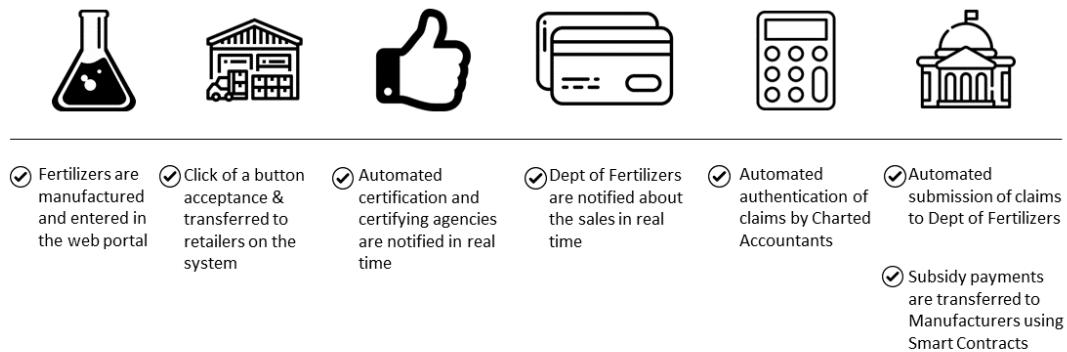 Fertilizers are
manufactured
and entered in
the web portal
Click of a button
acceptance &
transferred to
retailers on the
system
Automated
certification and
certifying agencies
are notified in real
time
Dept of Fertilizers
are notified about
the sales in real
time
Automated
authentication of
claims by Charted
Accountants
Automated
submission of claims
to Dept of Fertilizers
Subsidy payments
are transferred to
Manufacturers using
Smart Contracts